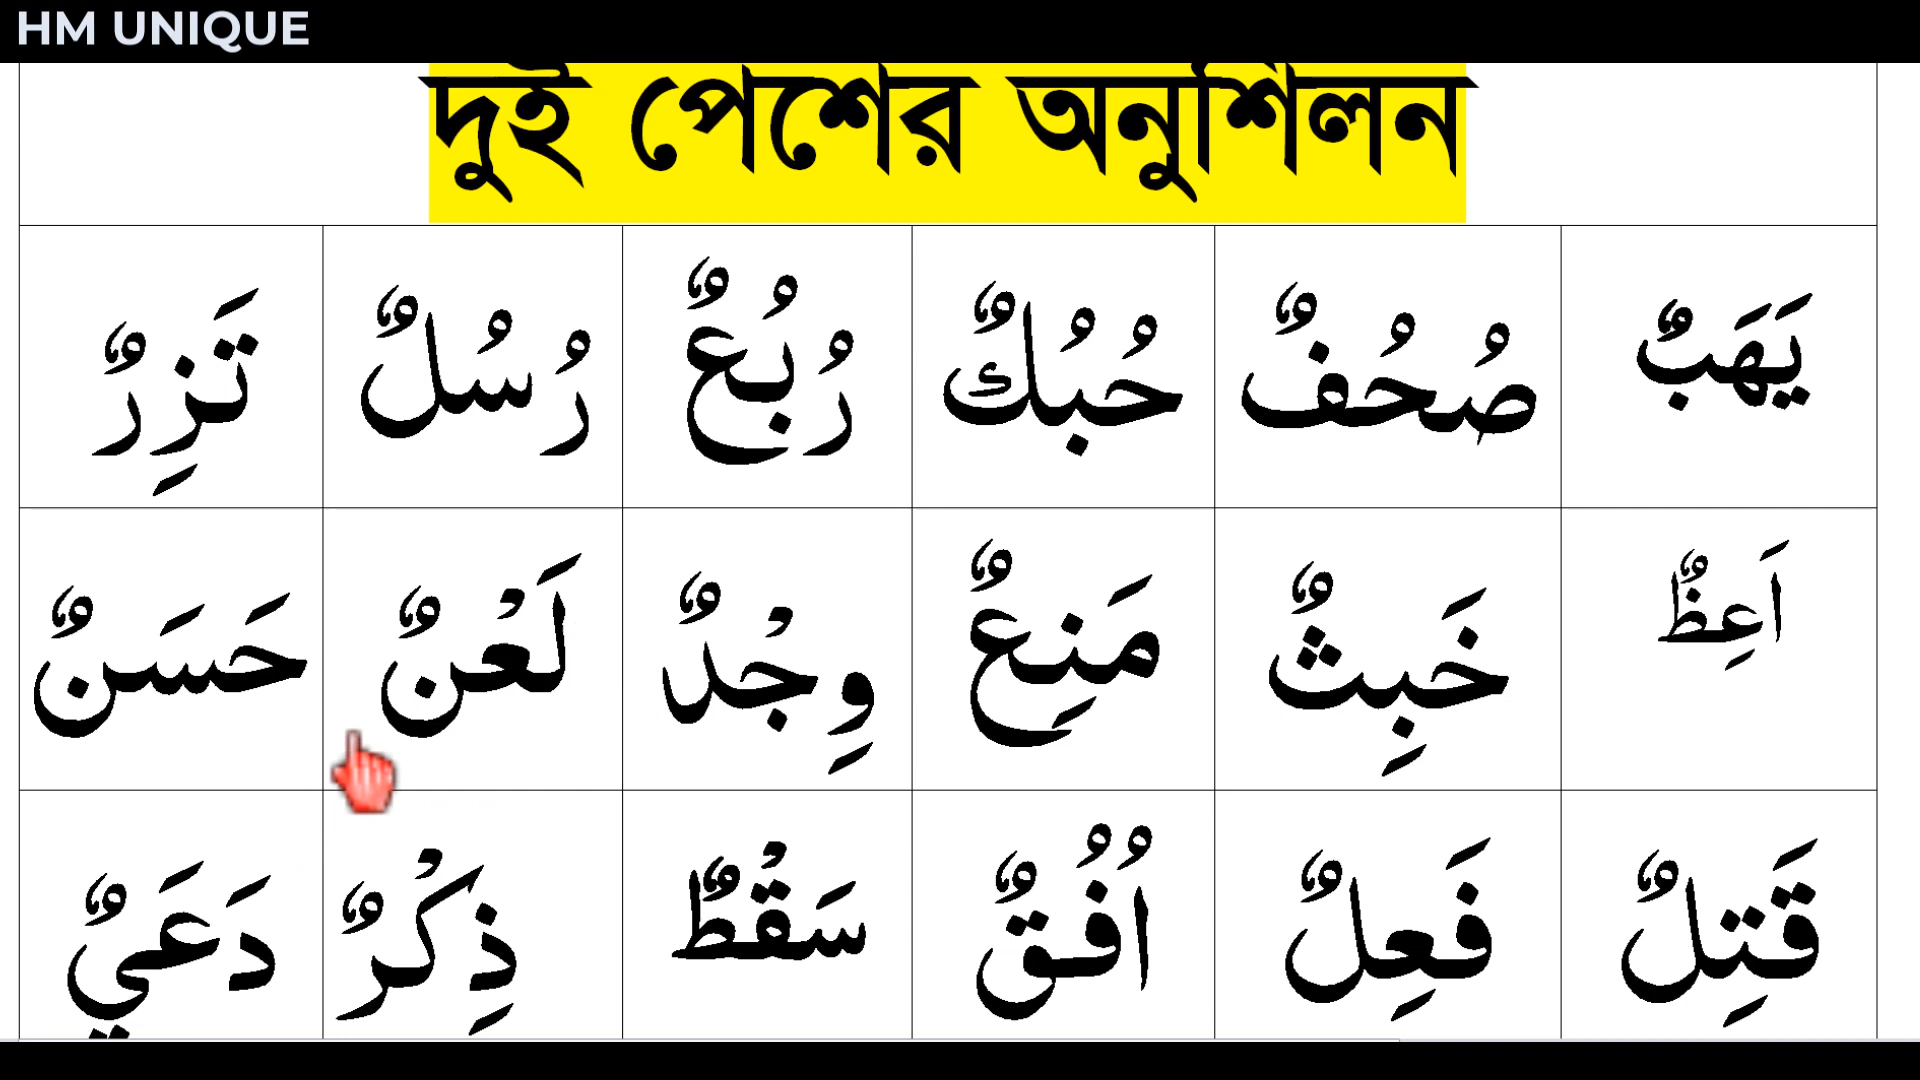 HM UNIQUE
দুই পেশের অনুশিলন
يَهَبٌ صُحُفٌ حُبُكٌ رُبُعٌ رُسُلٌ تَزِرٌ
اَعِظٌ خَبِثٌ مَنِعٌ وِجْدٌ لَعْنٌ حَسَنٌ
قَتِلٌ فَعِلٌ اُفُقٌ سَقْطٌ ذِكْرٌ دَعَيٌ